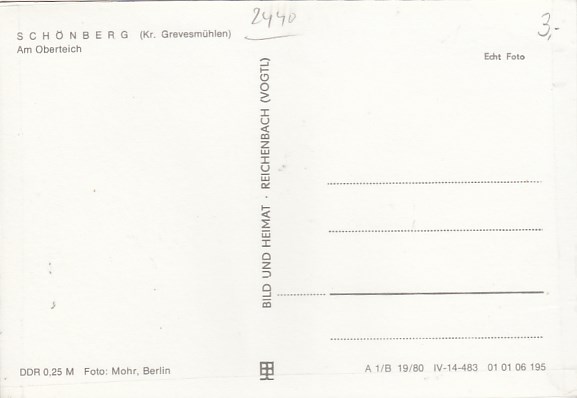 2440
3,-
SCHÖNBERG (Kr. Grevesmühlen)
Am Oberteich
Echt Foto
BILD UND HEIMAT · REICHENBACH (VOGTL)
DDR 0,25 M Foto: Mohr, Berlin
A 1/B 19/80 IV-14-483 01 01 06 195